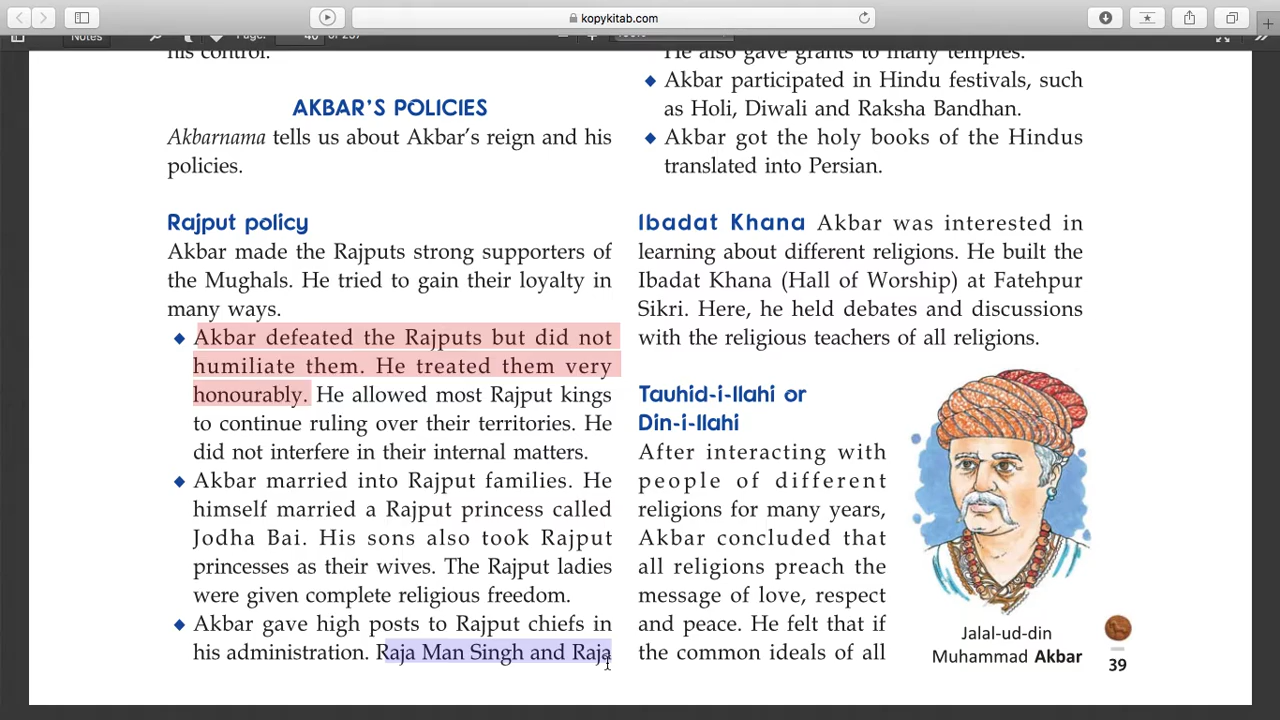 kopykitab.com
Notes
Page:
his control.
AKBAR'S POLICIES
Akbarnama tells us about Akbar's reign and his
policies.
Rajput policy
Akbar made the Rajputs strong supporters of
the Mughals. He tried to gain their loyalty in
many ways.
◆ Akbar defeated the Rajputs but did not
humiliate them. He treated them very
honourably. He allowed most Rajput kings
to continue ruling over their territories. He
did not interfere in their internal matters.
◆ Akbar married into Rajput families. He
himself married a Rajput princess called
Jodha Bai. His sons also took Rajput
princesses as their wives. The Rajput ladies
were given complete religious freedom.
◆ Akbar gave high posts to Rajput chiefs in
his administration. Raja Man Singh and Raja
He also gave grants to many temples.
◆ Akbar participated in Hindu festivals, such
as Holi, Diwali and Raksha Bandhan.
◆ Akbar got the holy books of the Hindus
translated into Persian.
Ibadat Khana Akbar was interested in
learning about different religions. He built the
Ibadat Khana (Hall of Worship) at Fatehpur
Sikri. Here, he held debates and discussions
with the religious teachers of all religions.
Tauhid-i-Ilahi or
Din-i-Ilahi
After interacting with
people of different
religions for many years,
Akbar concluded that
all religions preach the
message of love, respect
and peace. He felt that if
the common ideals of all
Jalal-ud-din
Muhammad Akbar
39